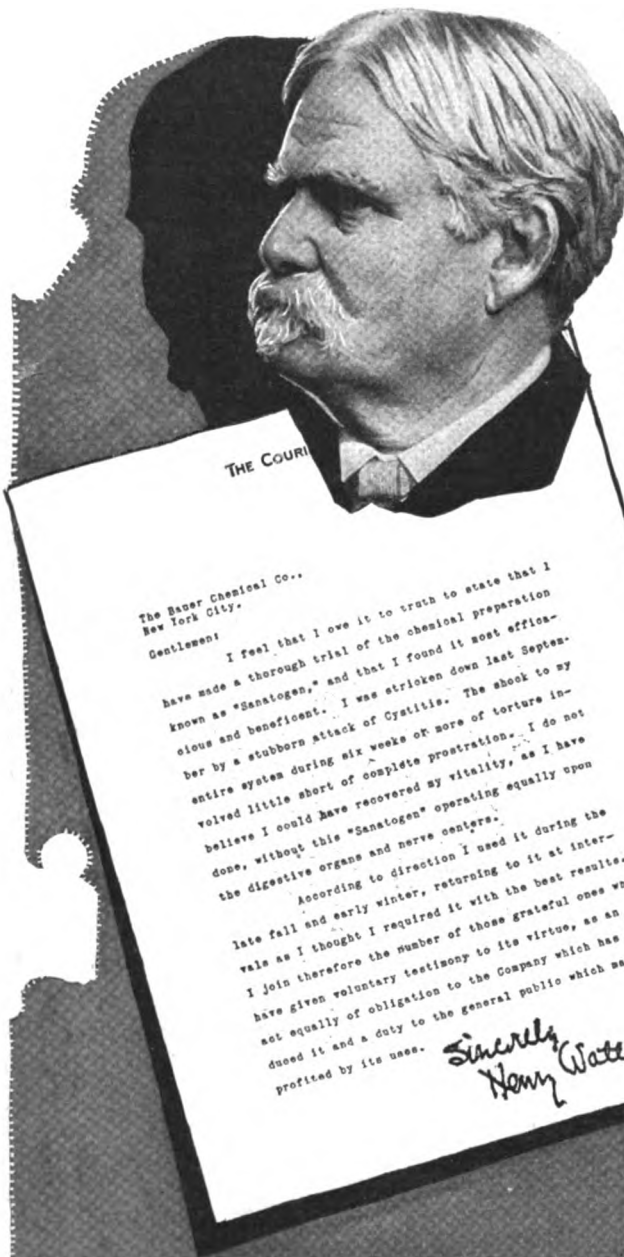 THE COURI
The Bauer Chemical Co.,
New York City.
Gentlemen:
I feel that I owe it to truth to state that I
have made a thorough trial of the chemical preparation
known as "Sanatogen," and that I found it most effica-
cious and beneficent. I was stricken down last Septem-
ber by a stubborn attack of Cystitis. The shock to my
entire system during six weeks or more of torture in-
volved little short of complete prostration. I do not
believe I could have recovered my vitality, as I have
done, without this "Sanatogen" operating equally upon
the digestive organs and nerve centers.
According to direction I used it during the
late fall and early winter, returning to it at inter-
vals as I thought I required it with the best results.
I join therefore the number of those grateful ones wh
have given voluntary testimony to its virtue, as an
act equally of obligation to the Company which has
duced it and a duty to the general public which ma
profited by its uses.
Sincerely
Henry Watt